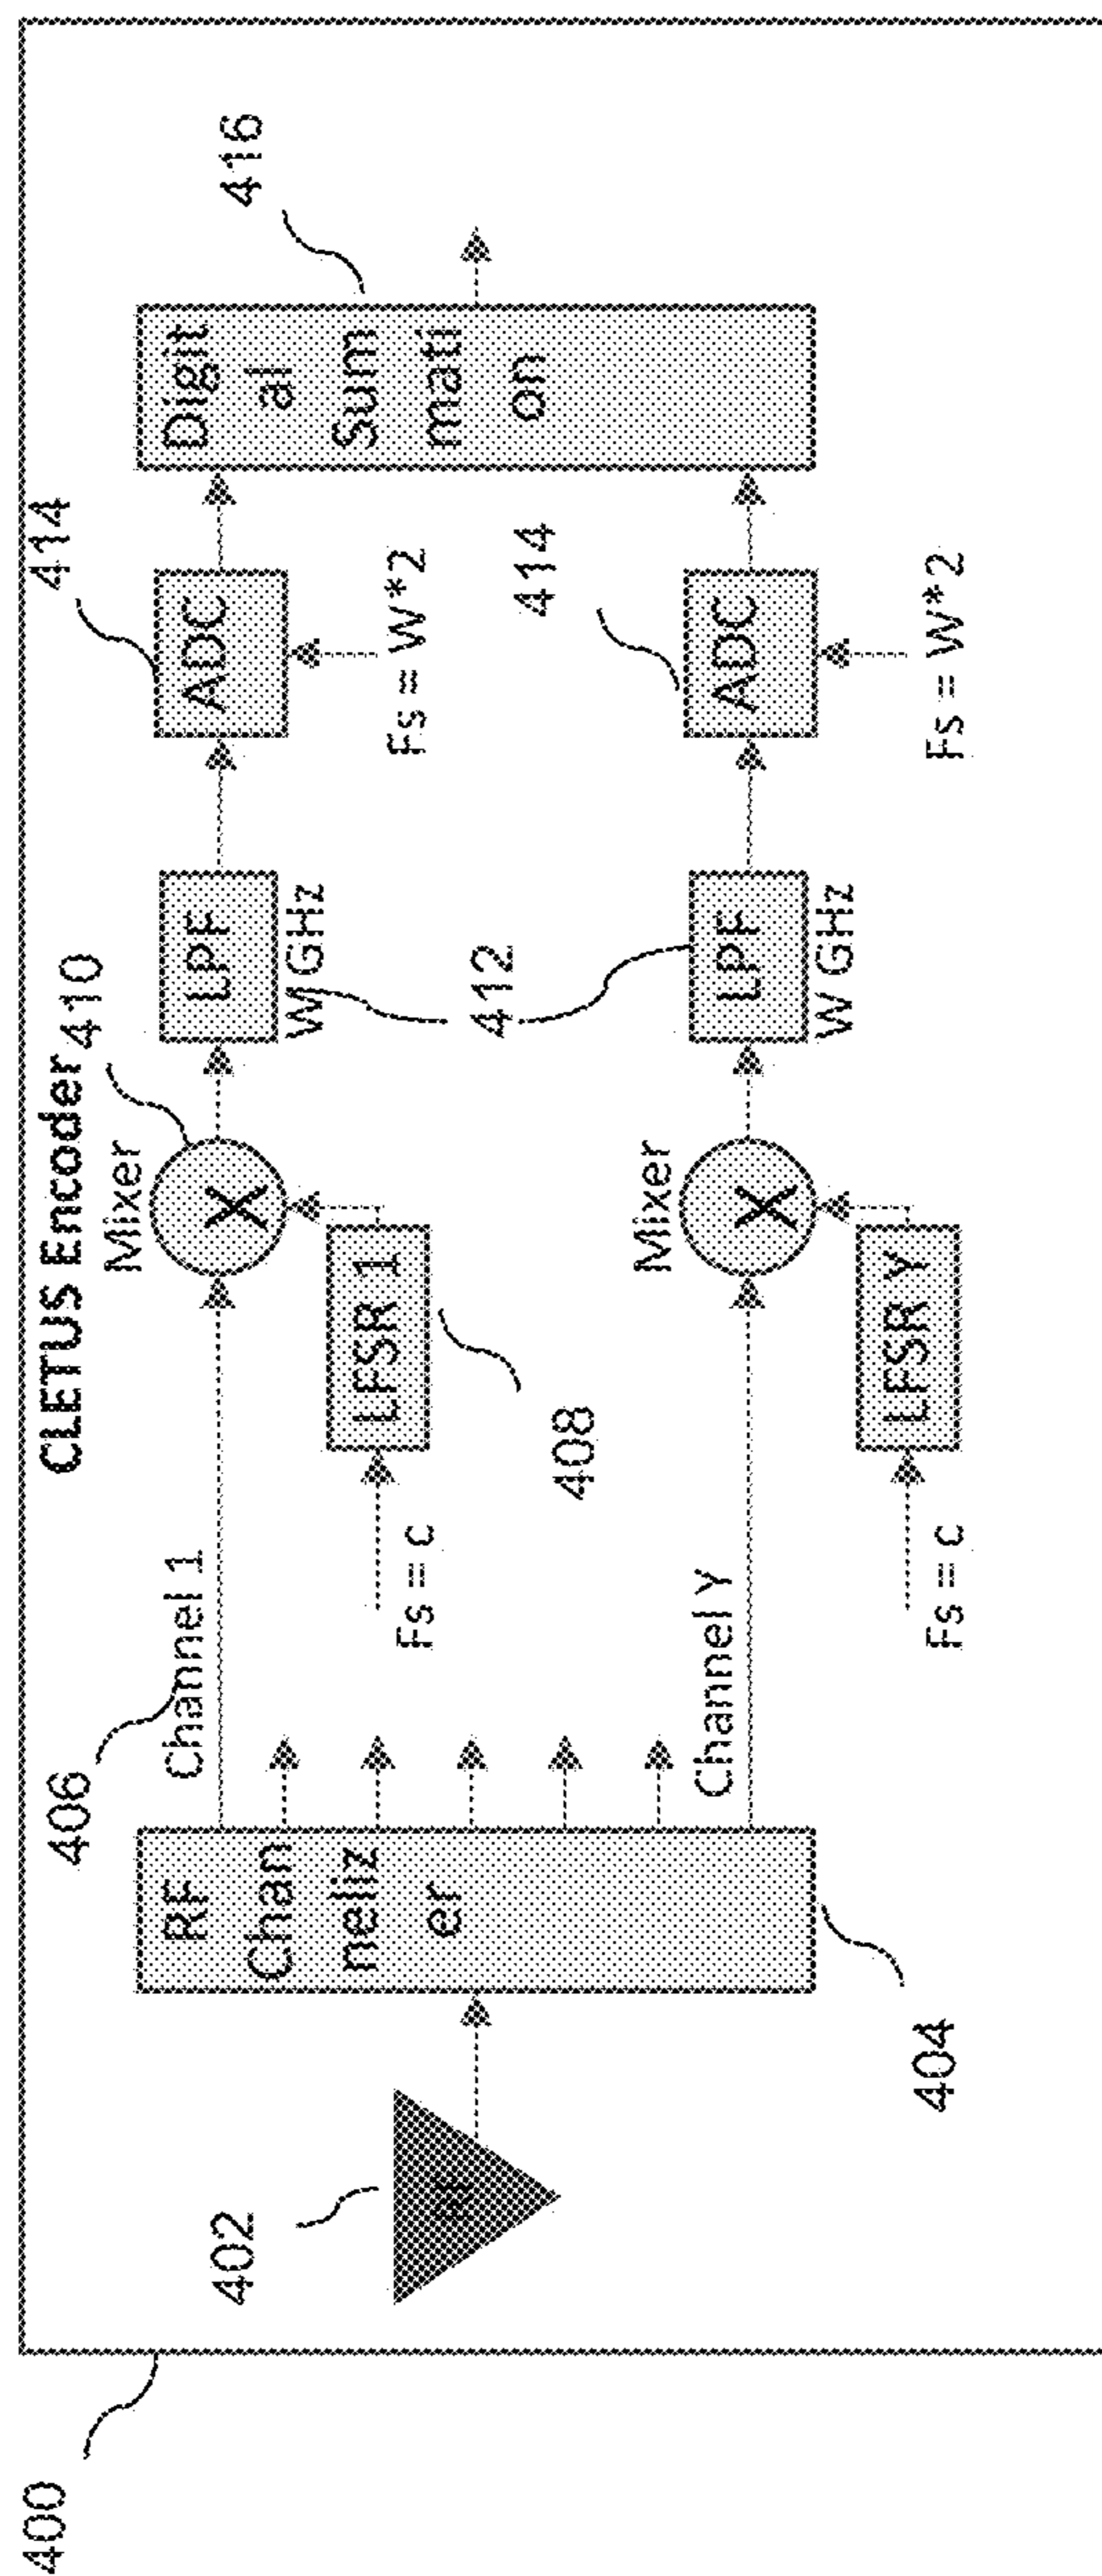 400
CLETUS Encoder
402
404
RF
Chan
neliz
er
406
Channel 1
Channel Y
Fs = c
LFSR 1
408
Mixer
410
X
Fs = c
LFSR Y
Mixer
X
LPF
W GHz
412
LPF
W GHz
414
ADC
Fs = W*2
414
ADC
Fs = W*2
416
Digit
al
Sum
mati
on